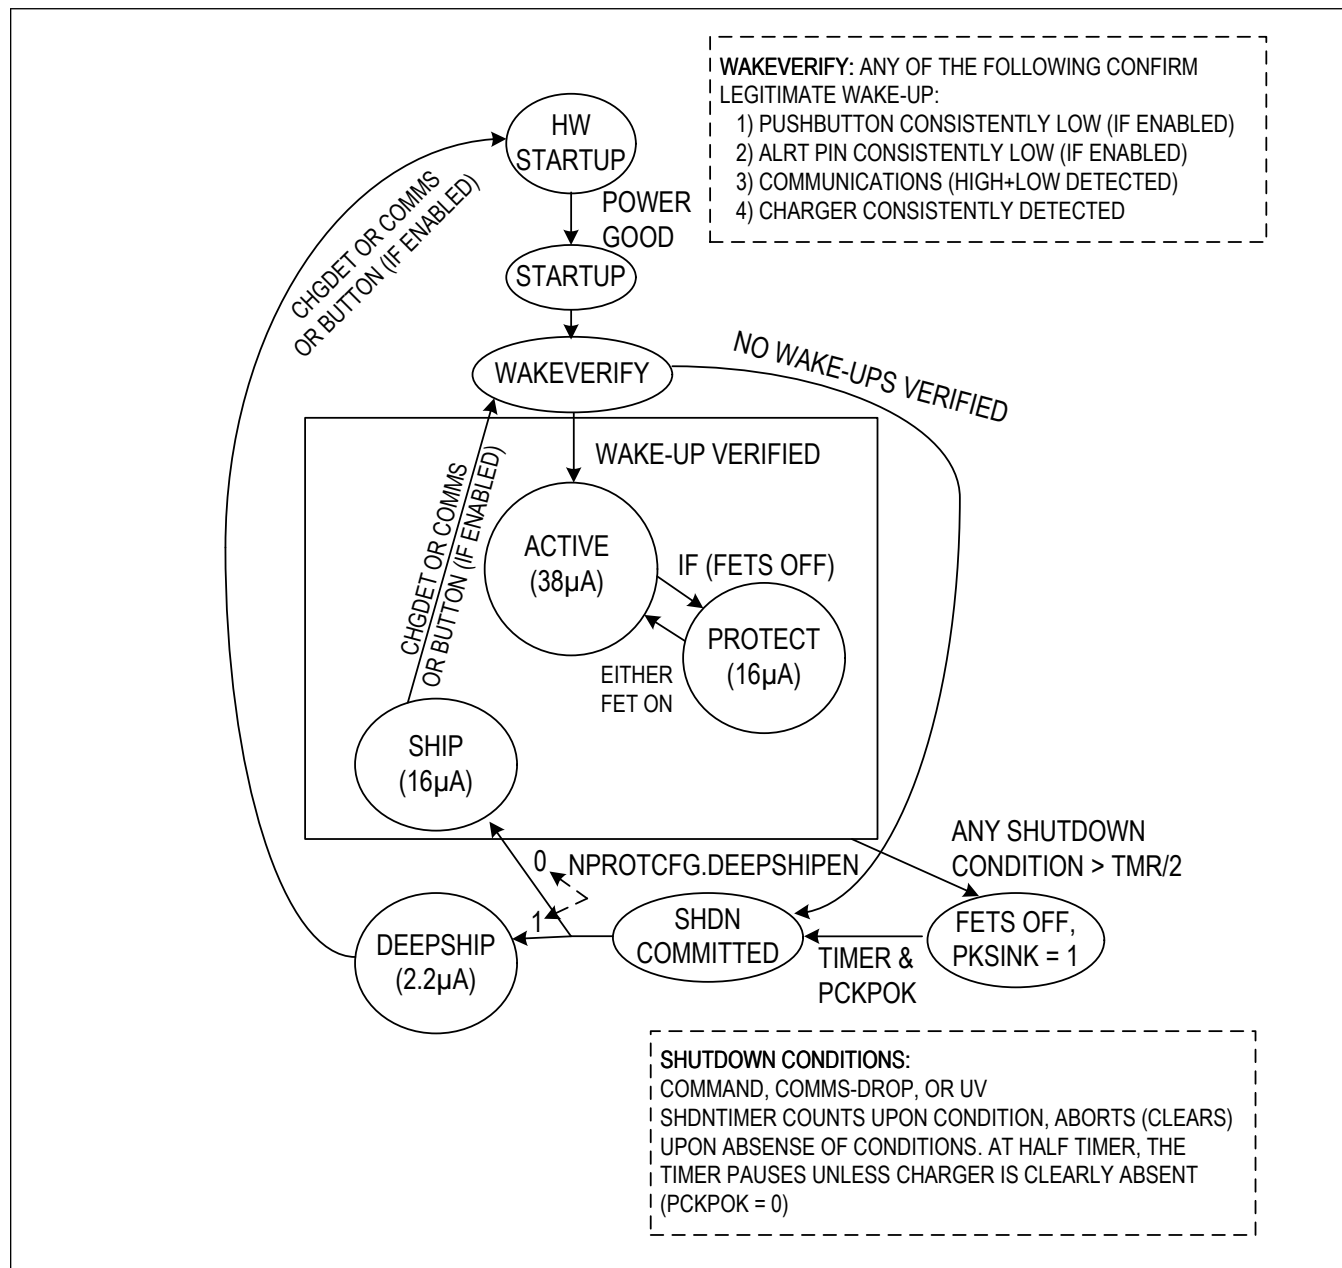 WAKEVERIFY: ANY OF THE FOLLOWING CONFIRM
LEGITIMATE WAKE-UP:
1) PUSHBUTTON CONSISTENTLY LOW (IF ENABLED)
2) ALRT PIN CONSISTENTLY LOW (IF ENABLED)
3) COMMUNICATIONS (HIGH+LOW DETECTED)
4) CHARGER CONSISTENTLY DETECTED
HW
STARTUP
CHGDET OR COMMS
OR BUTTON (IF ENABLED)
POWER
GOOD
STARTUP
WAKEVERIFY
NO WAKE-UPS VERIFIED
WAKE-UP VERIFIED
CHGDET OR COMMS
OR BUTTON (IF ENABLED)
ACTIVE
(38µA)
IF (FETS OFF)
PROTECT
(16µA)
EITHER
FET ON
SHIP
(16µA)
ANY SHUTDOWN
CONDITION > TMR/2
0
NPROTCFG.DEEPSHIPEN
1
DEEPSHIP
(2.2µA)
SHDN
COMMITTED
TIMER &
PCKPOK
FETS OFF,
PKSINK = 1
SHUTDOWN CONDITIONS:
COMMAND, COMMS-DROP, OR UV
SHDNTIMER COUNTS UPON CONDITION, ABORTS (CLEARS)
UPON ABSENSE OF CONDITIONS. AT HALF TIMER, THE
TIMER PAUSES UNLESS CHARGER IS CLEARLY ABSENT
(PCKPOK = 0)